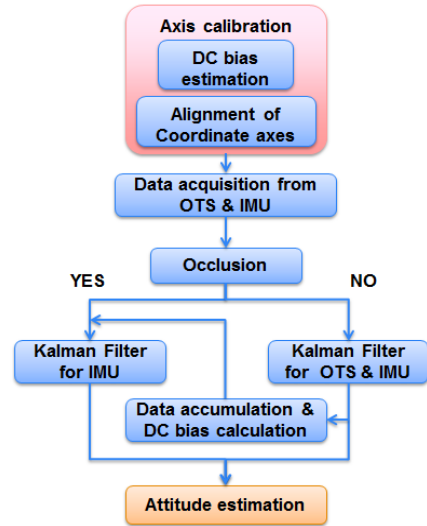 Axis calibration
DC bias
estimation
Alignment of
Coordinate axes
Data acquisition from
OTS & IMU
Occlusion
YES
NO
Kalman Filter
for IMU
Kalman Filter
for OTS & IMU
Data accumulation &
DC bias calculation
Attitude estimation